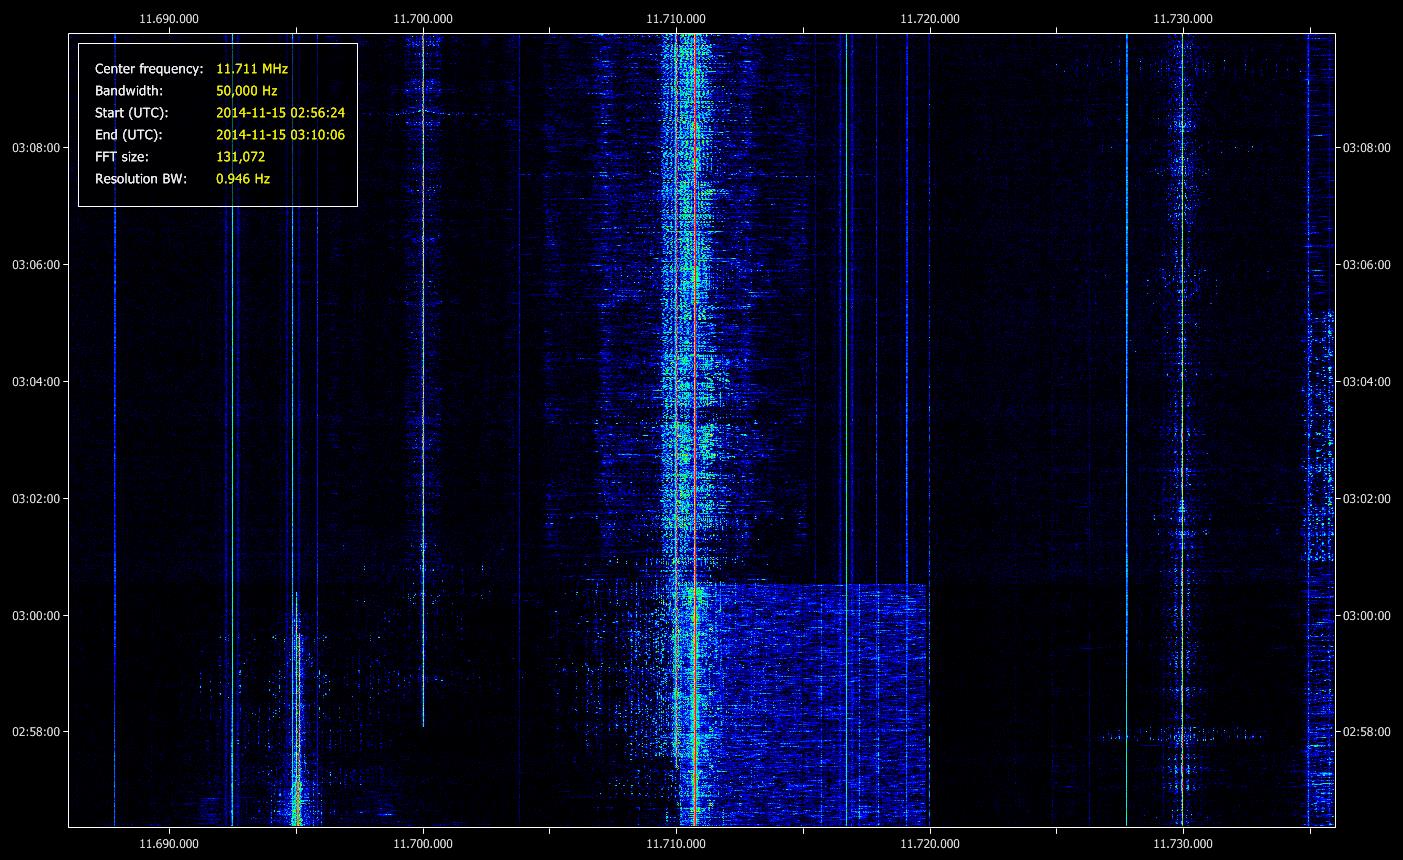 11.690.000 11.700.000 11.710.000 11.720.000 11.730.000
Center frequency: 11.711 MHz
Bandwidth: 50,000 Hz
Start (UTC): 2014-11-15 02:56:24
End (UTC): 2014-11-15 03:10:06
FFT size: 131,072
Resolution BW: 0.946 Hz
03:08:00 03:08:00
03:06:00 03:06:00
03:04:00 03:04:00
03:02:00 03:02:00
03:00:00 03:00:00
02:58:00 02:58:00
11.690.000 11.700.000 11.710.000 11.720.000 11.730.000